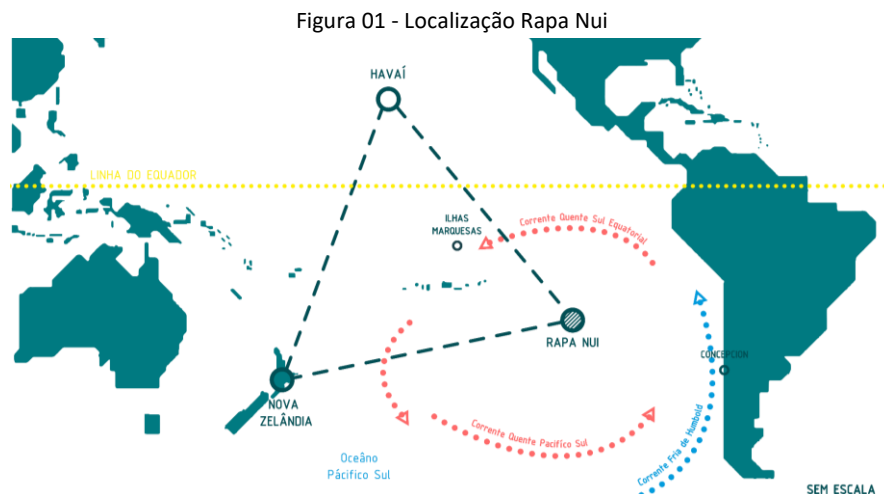 Figura 01 - Localização Rapa Nui
HAVAÍ
LINHA DO EQUADOR
ILHAS
MARQUESAS
Corrente Quente Sul Equatorial
RAPA NUI
CONCEPCION
NOVA
ZELÂNDIA
Corrente Quente Pacífico Sul
Corrente Fria de Humbold
Oceâno
Pácifico Sul
SEM ESCALA